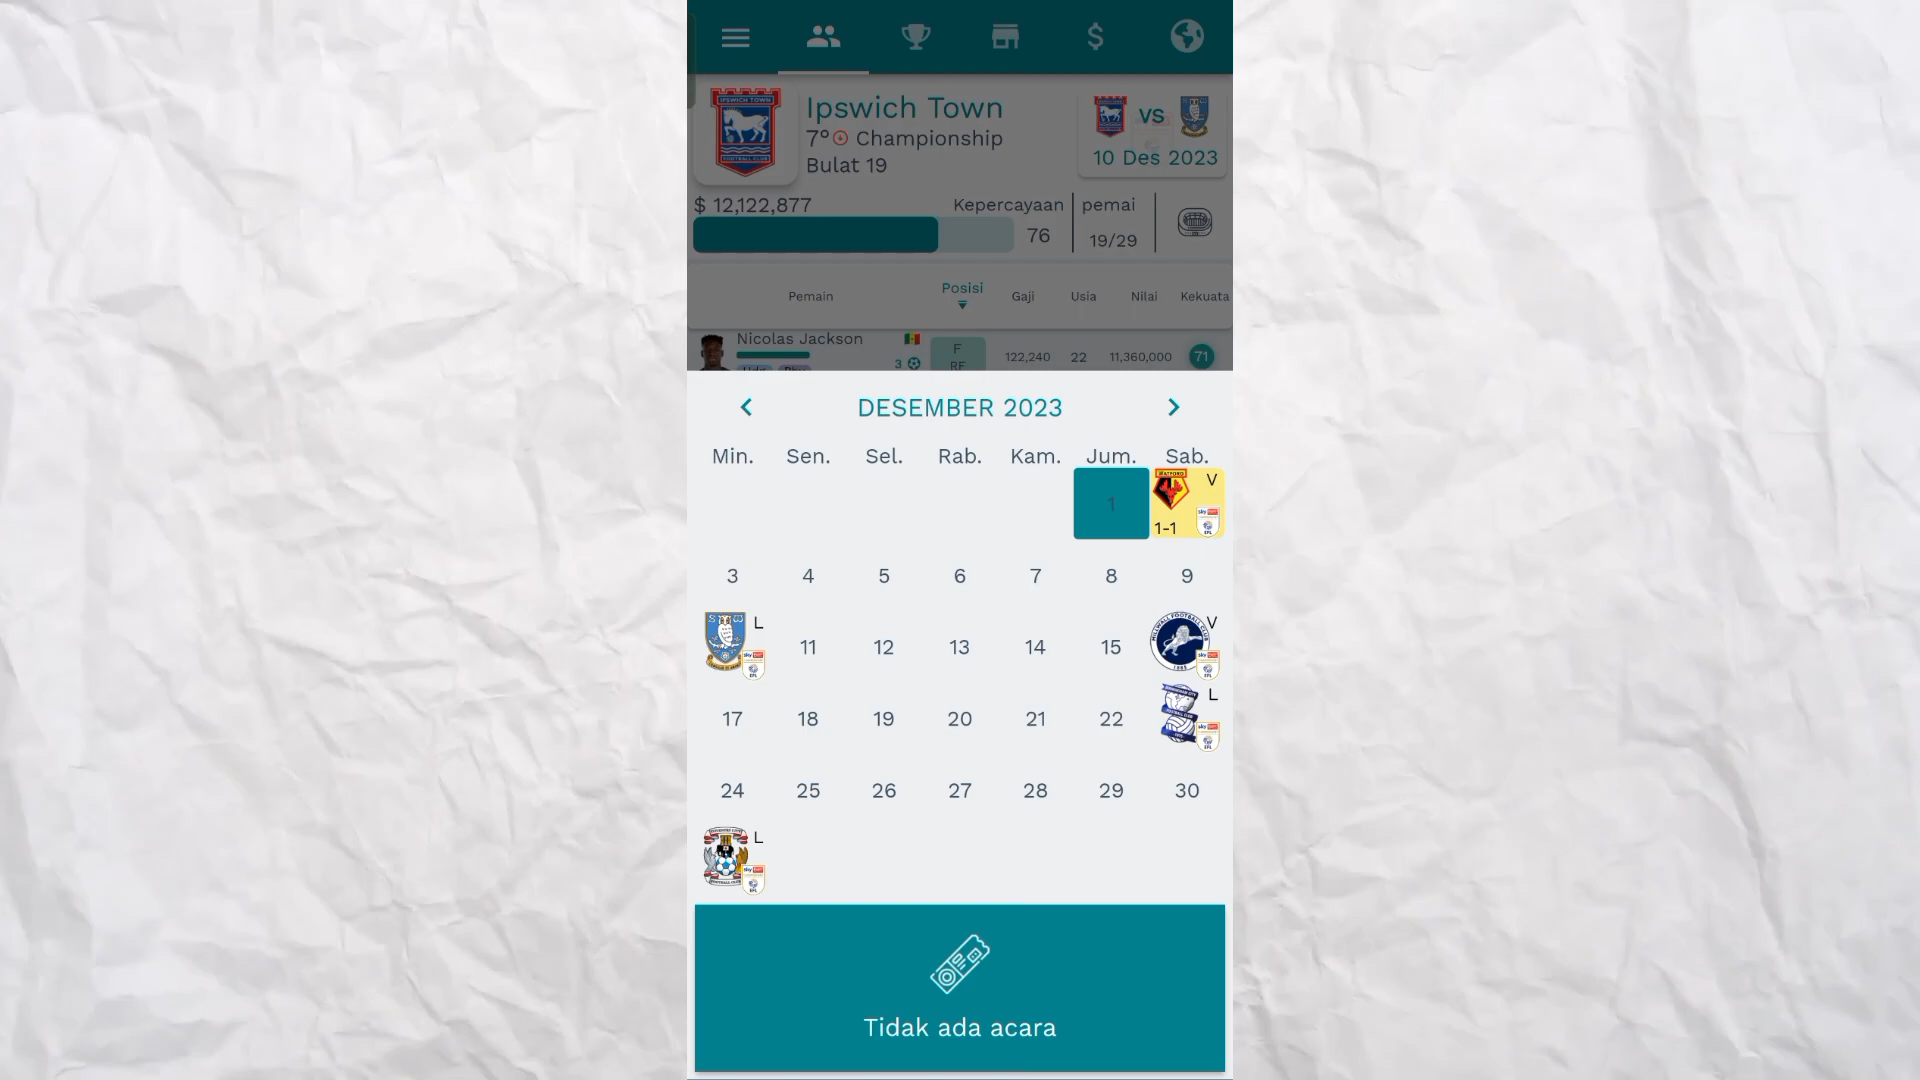 Ipswich Town
7° Championship
Bulat 19
VS
10 Des 2023
$ 12,122,877
Kepercayaan
76
pemai
19/29
Pemain Posisi Gaji Usia Nilai Kekuata
Nicolas Jackson
3
F
RF
122,240 22 11,360,000 71
DESEMBER 2023
Min. Sen. Sel. Rab. Kam. Jum. Sab.
1 V
1-1
3 4 5 6 7 8 9
L 11 12 13 14 15 V
17 18 19 20 21 22 L
24 25 26 27 28 29 30
L
Tidak ada acara